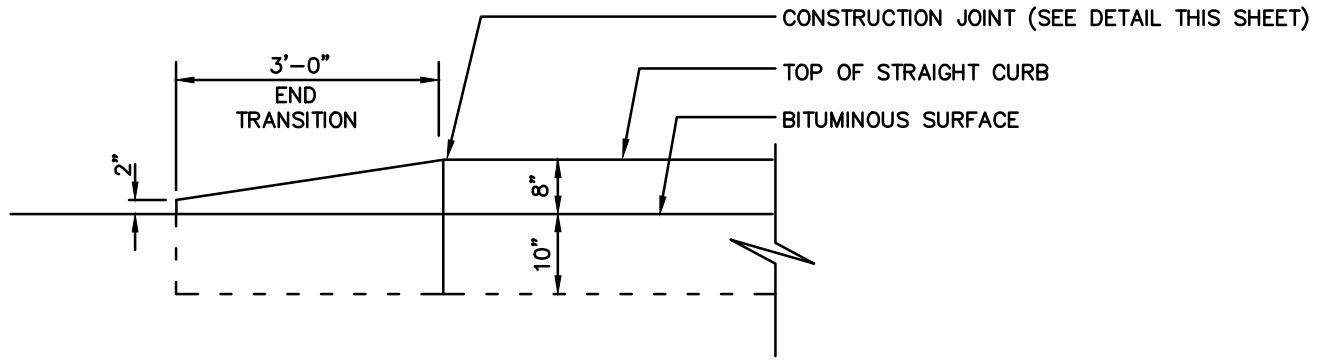 CONSTRUCTION JOINT (SEE DETAIL THIS SHEET)
3'-0"
END
TRANSITION
TOP OF STRAIGHT CURB
BITUMINOUS SURFACE
2"
8"
10"